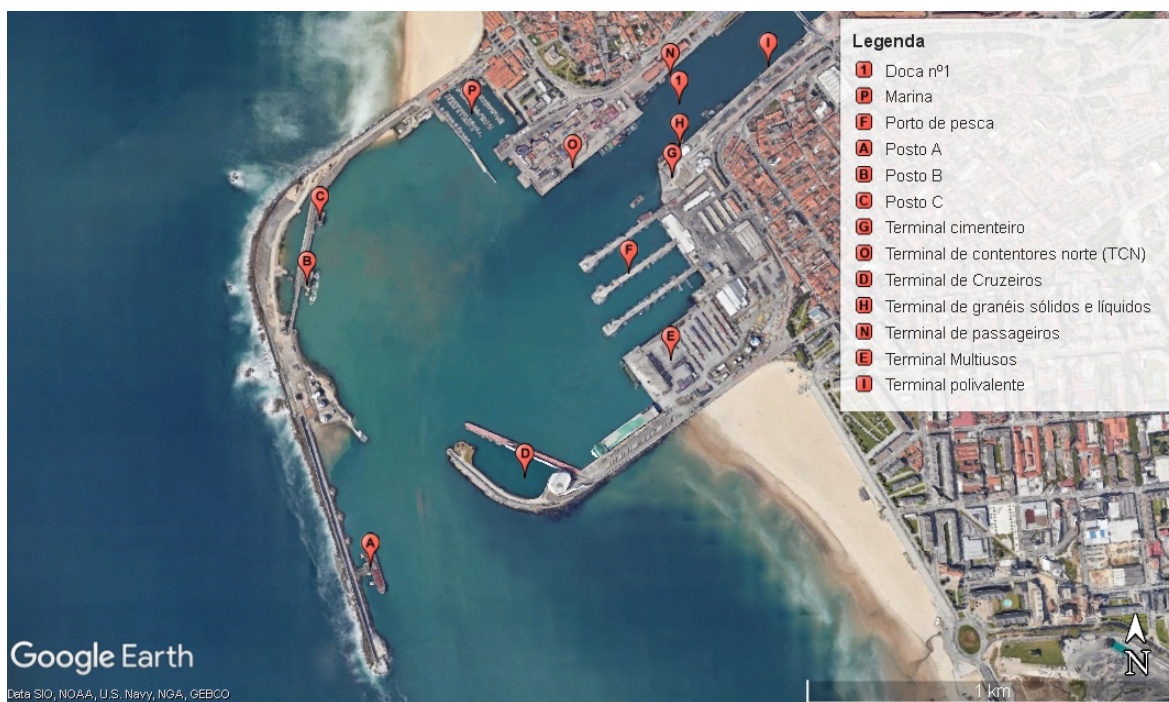 Legenda
1 Doca nº1
P Marina
F Porto de pesca
A Posto A
B Posto B
C Posto C
G Terminal cimenteiro
O Terminal de contentores norte (TCN)
D Terminal de Cruzeiros
H Terminal de granéis sólidos e líquidos
N Terminal de passageiros
E Terminal Multiusos
I Terminal polivalente
N
I
1
P
H
O
G
C
F
B
E
D
A
Google Earth
N
Data SIO, NOAA, U.S. Navy, NGA, GEBCO
1 km